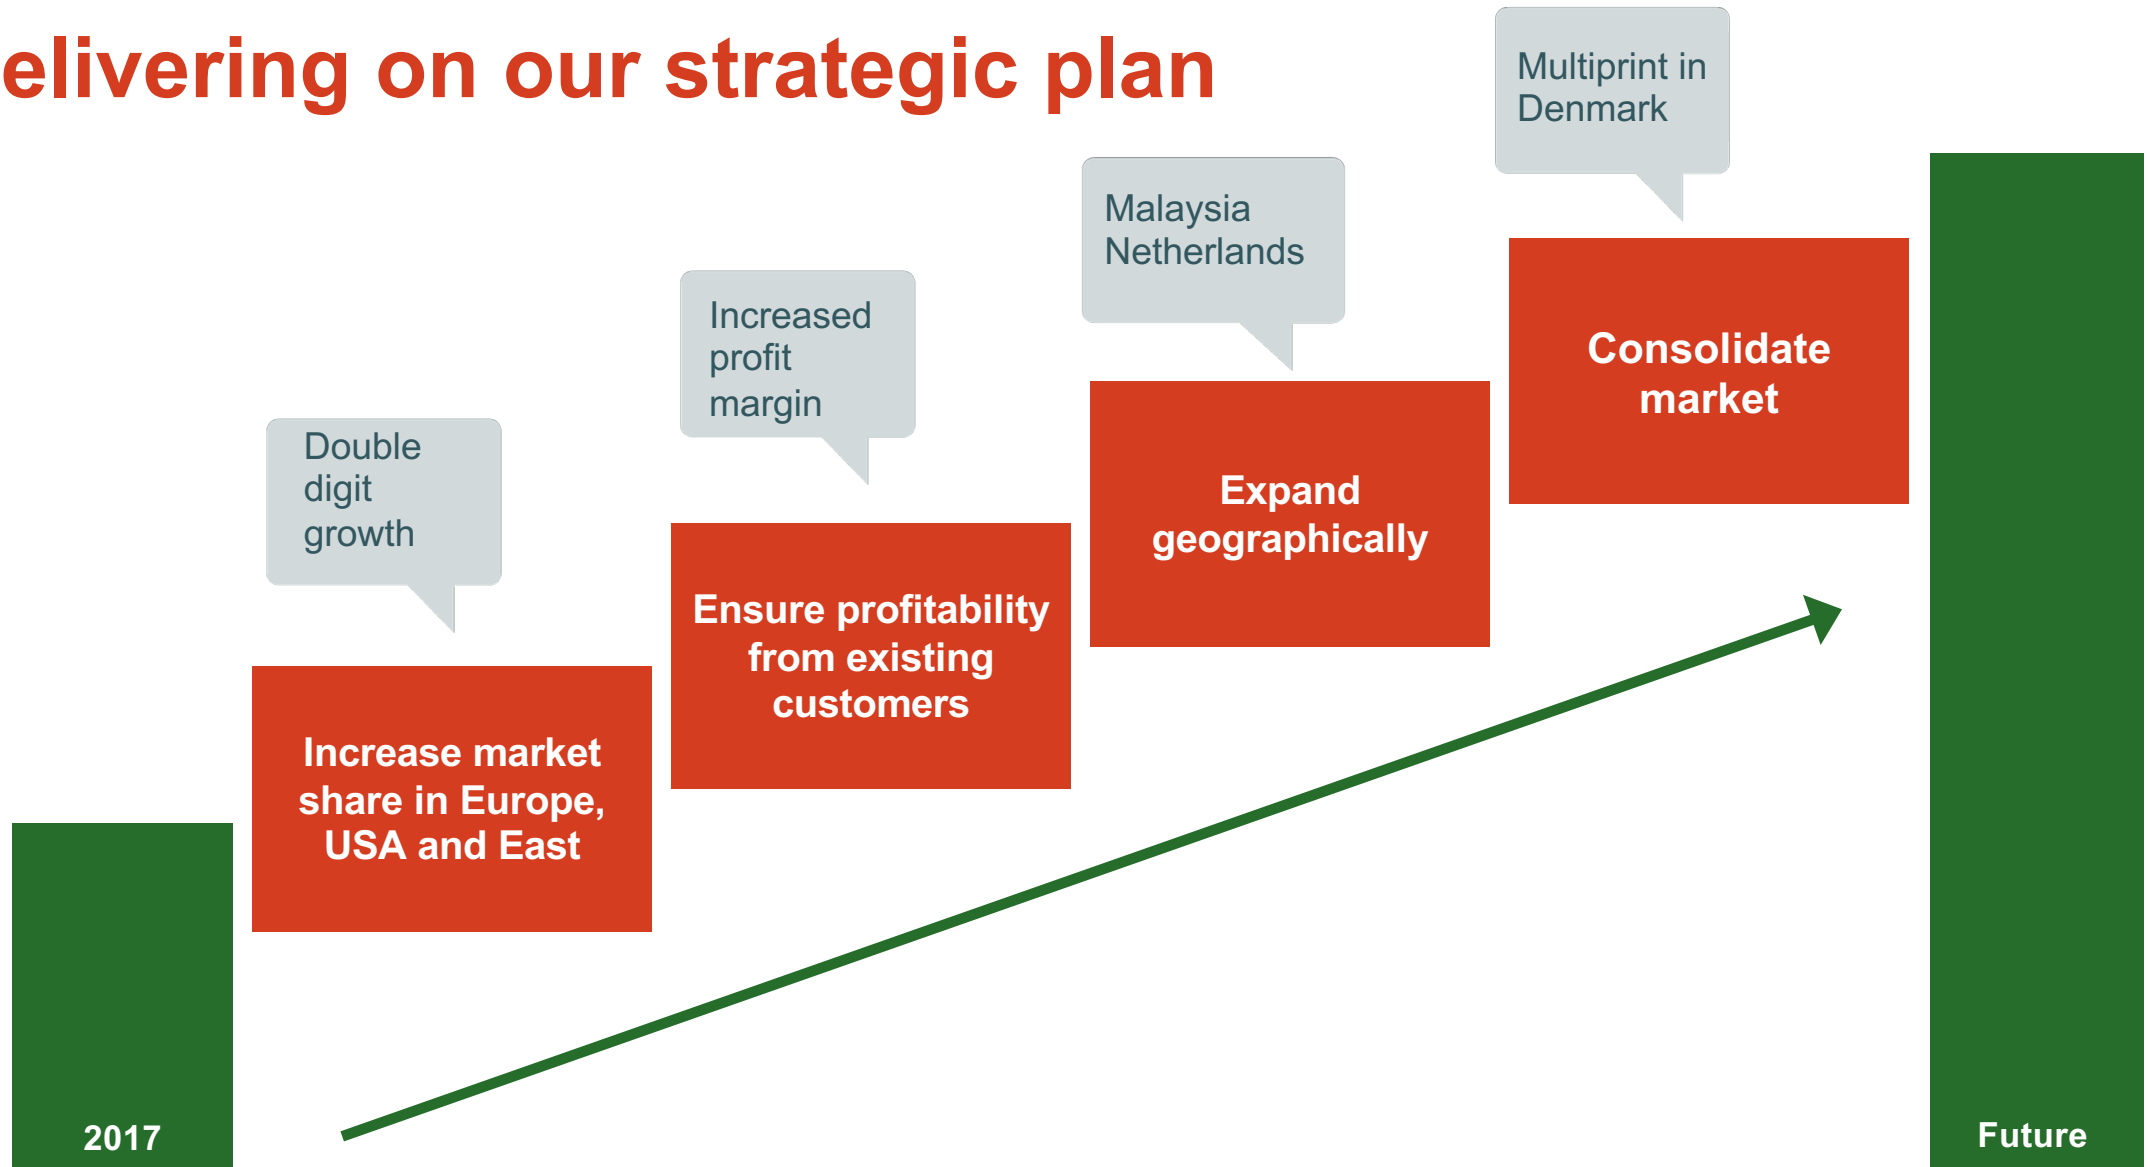 elivering on our strategic plan
Multiprint in
Denmark
Malaysia
Netherlands
Increased
profit
margin
Double
digit
growth
Consolidate
market
Expand
geographically
Ensure profitability
from existing
customers
Increase market
share in Europe,
USA and East
2017
Future